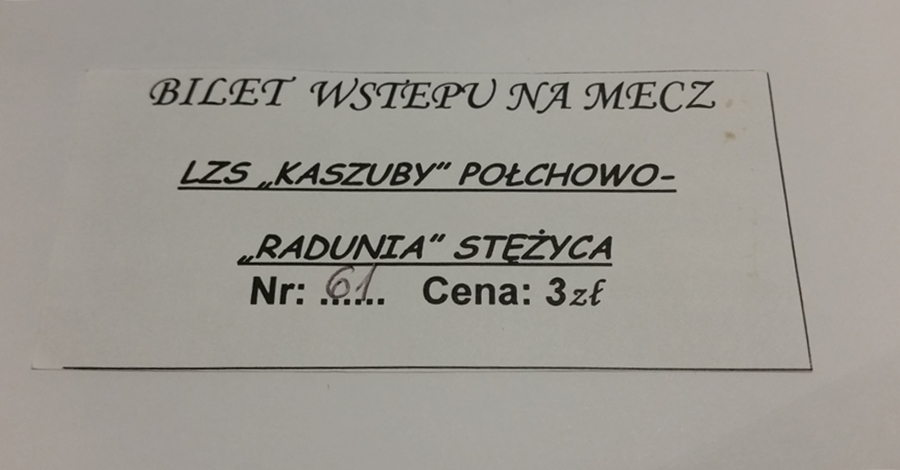 BILET WSTEPU NA MECZ
LZS „KASZUBY” POŁCHOWO-
„RADUNIA” STĘŻYCA
Nr: ...61... Cena: 3zł